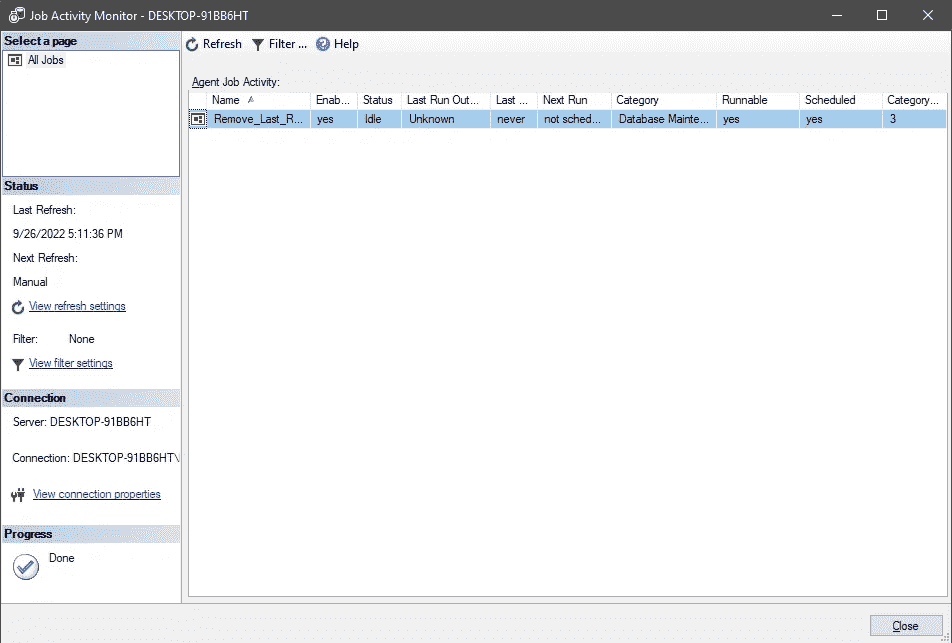 Job Activity Monitor - DESKTOP-91BB6HT
Select a page
All Jobs
Refresh Filter ... Help
Agent Job Activity:
Name Enab... Status Last Run Out... Last ... Next Run Category Runnable Scheduled Category...
Remove_Last_R... yes Idle Unknown never not sched... Database Mainte... yes yes 3
Status
Last Refresh:
9/26/2022 5:11:36 PM
Next Refresh:
Manual
View refresh settings
Filter: None
View filter settings
Connection
Server: DESKTOP-91BB6HT
Connection: DESKTOP-91BB6HT\
View connection properties
Progress
Done
Close